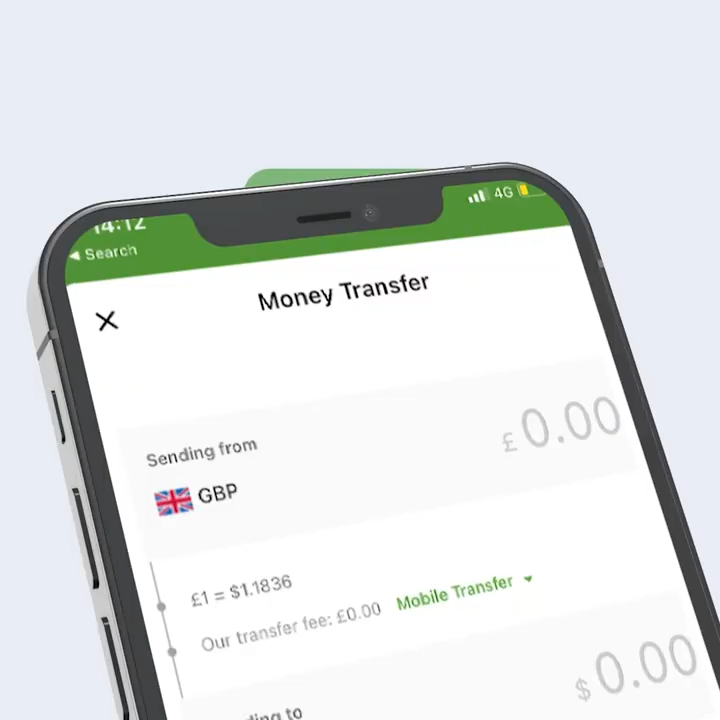 14:12
4G
◀ Search
Money Transfer
Sending from
£0.00
GBP
£1 = $1.1836
Our transfer fee: £0.00 Mobile Transfer
$0.00
to